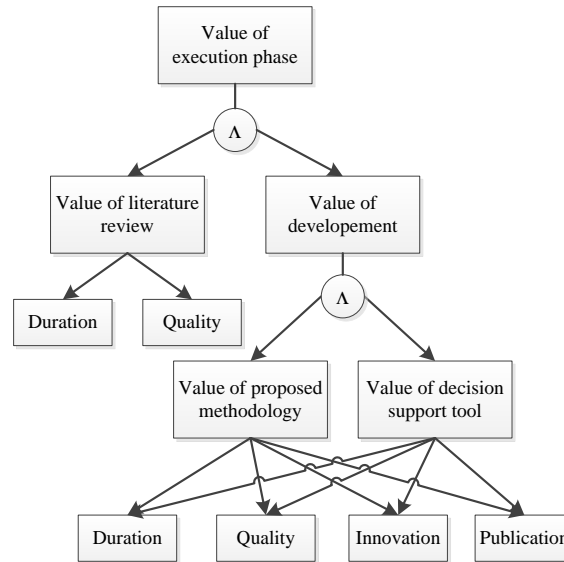 Value of
execution phase
Λ
Value of literature
review
Value of
developement
Duration
Quality
Λ
Value of proposed
methodology
Value of decision
support tool
Duration
Quality
Innovation
Publication